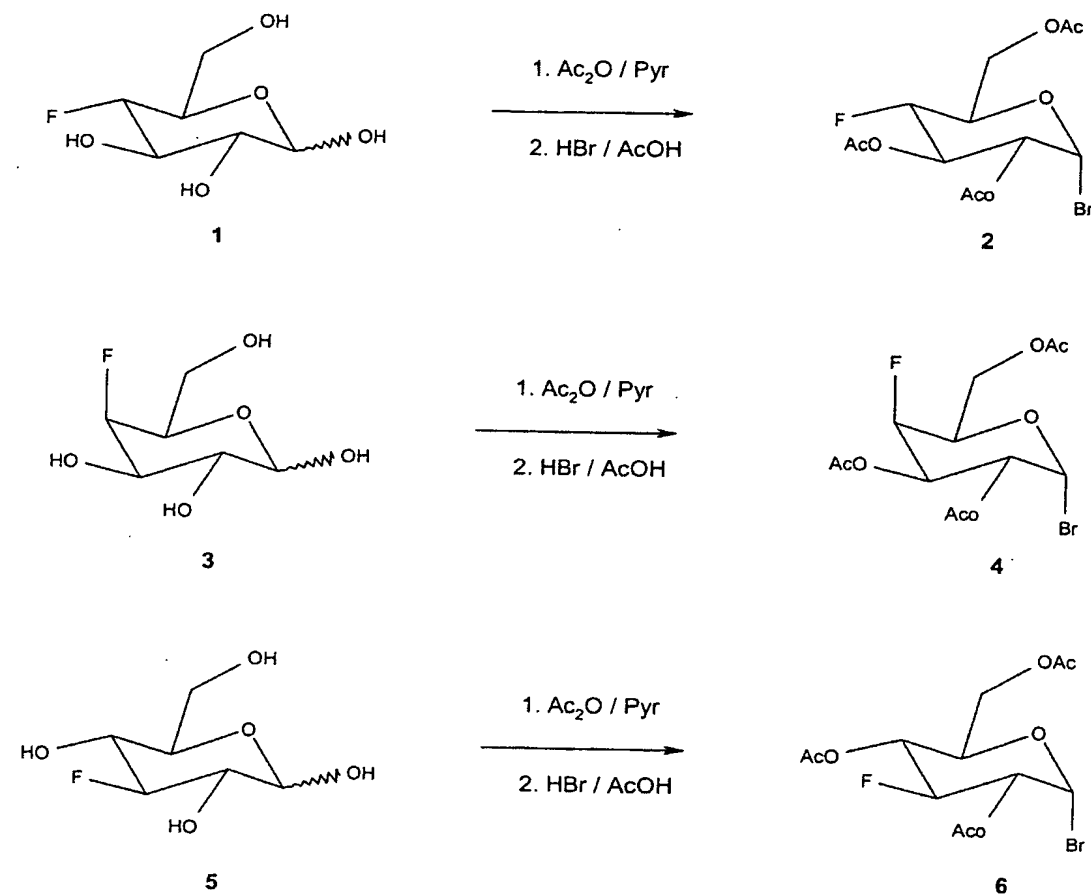 OH
F
O
HO
OH
HO
1
1. Ac₂O / Pyr
2. HBr / AcOH
OAc
F
O
AcO
Aco
Br
2
F
OH
O
HO
OH
HO
3
1. Ac₂O / Pyr
2. HBr / AcOH
F
OAc
O
AcO
Aco
Br
4
OH
HO
O
F
OH
HO
5
1. Ac₂O / Pyr
2. HBr / AcOH
OAc
AcO
O
F
Aco
Br
6